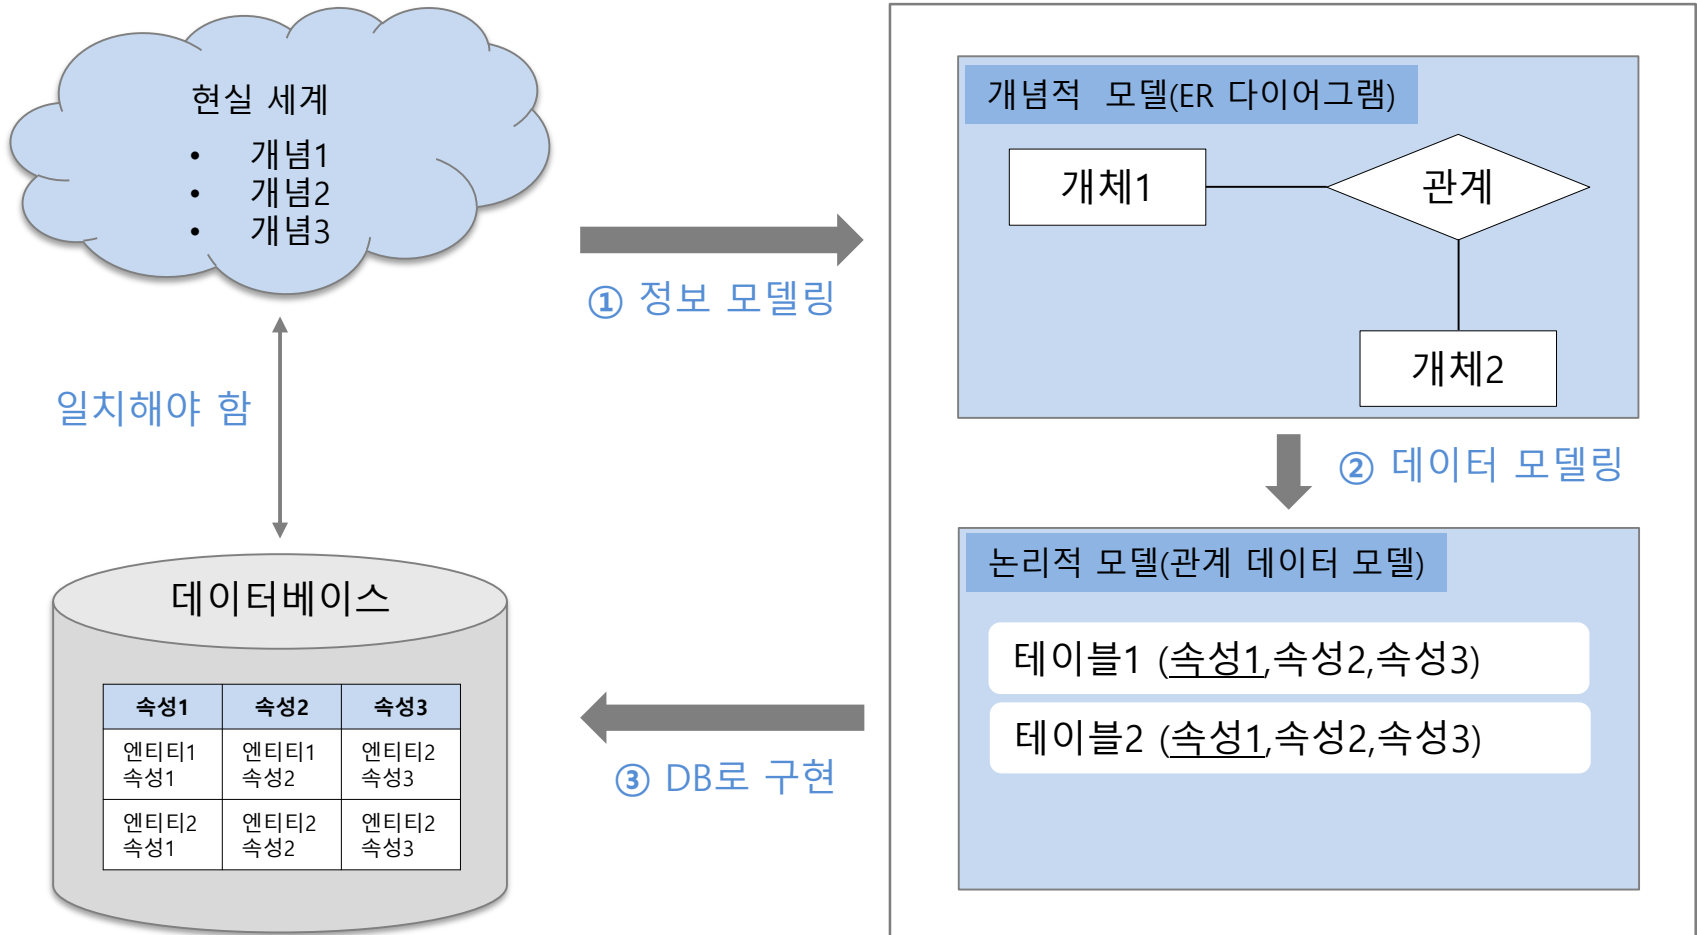 현실 세계
• 개념1
• 개념2
• 개념3
① 정보 모델링
개념적 모델(ER 다이어그램)
개체1
관계
개체2
② 데이터 모델링
논리적 모델(관계 데이터 모델)
테이블1 (속성1,속성2,속성3)
테이블2 (속성1,속성2,속성3)
③ DB로 구현
일치해야 함
데이터베이스
속성1 속성2 속성3
엔티티1 엔티티1 엔티티2
속성1 속성2 속성3
엔티티2 엔티티2 엔티티2
속성1 속성2 속성3